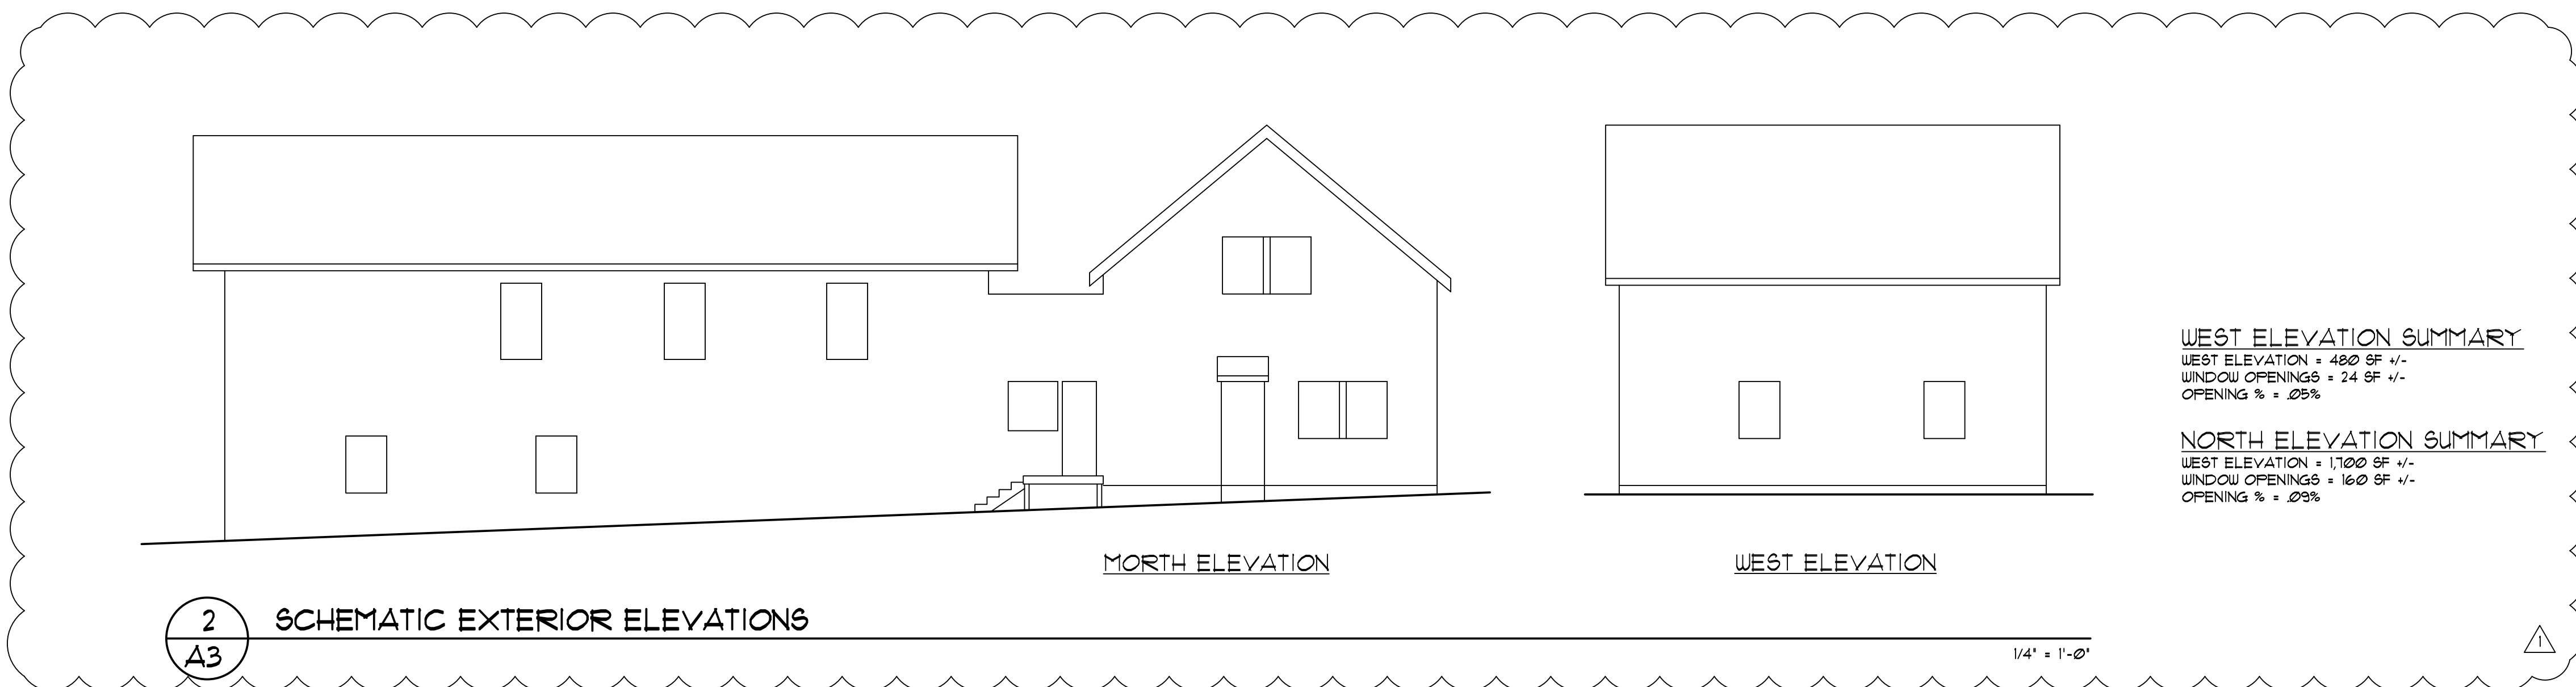 WEST ELEVATION SUMMARY
WEST ELEVATION = 480 SF +/-
WINDOW OPENINGS = 24 SF +/-
OPENING % = .05%
NORTH ELEVATION SUMMARY
WEST ELEVATION = 1,700 SF +/-
WINDOW OPENINGS = 160 SF +/-
OPENING % = .09%
MORTH ELEVATION
WEST ELEVATION
2
A3
SCHEMATIC EXTERIOR ELEVATIONS
1/4" = 1'-0"
1